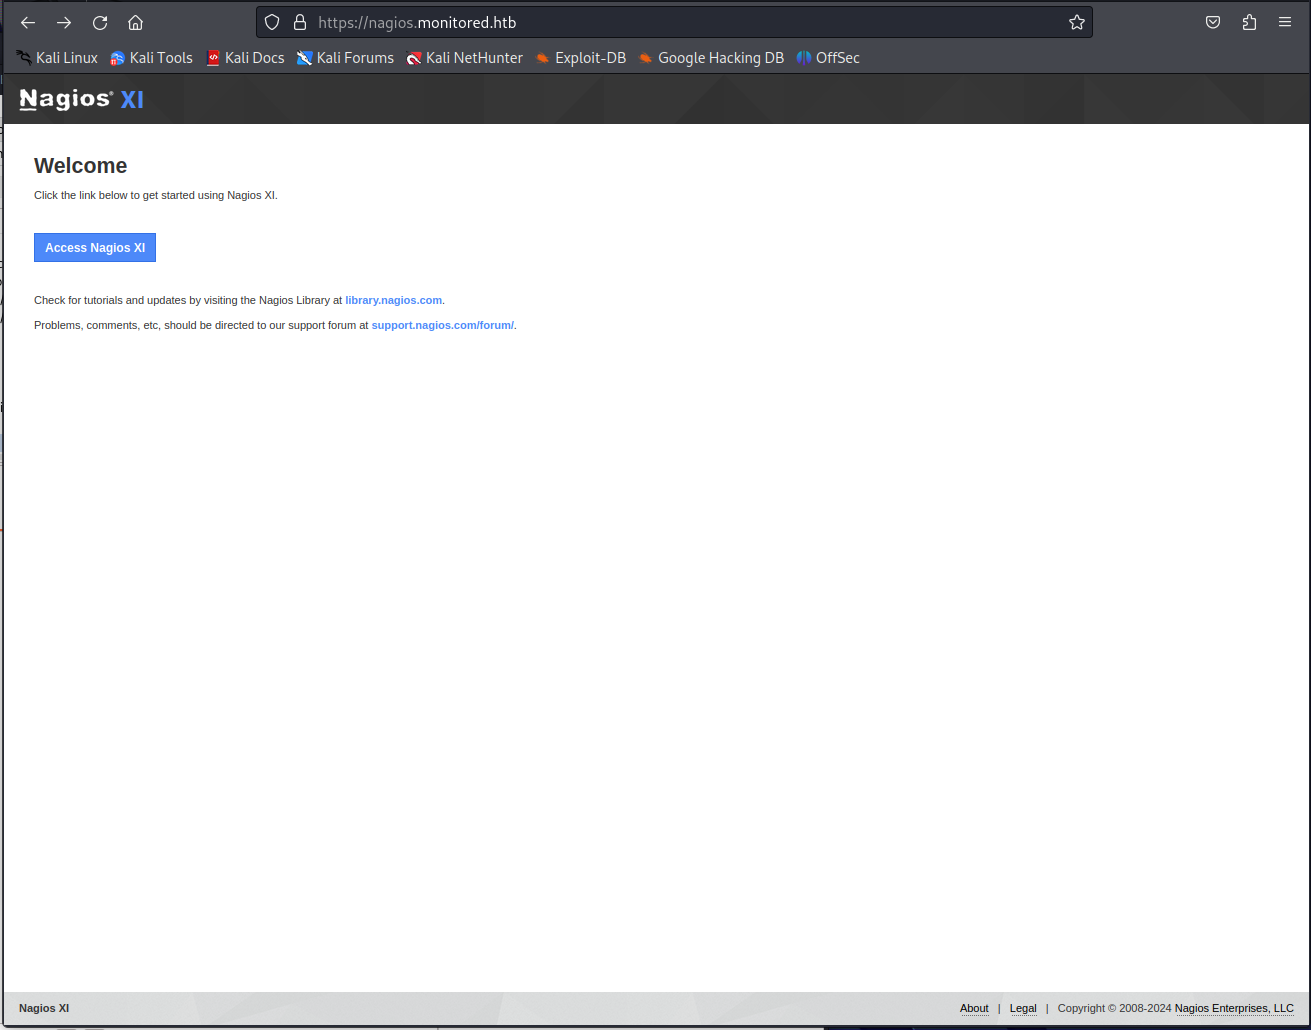 https://nagios.monitored.htb
Kali Linux Kali Tools Kali Docs Kali Forums Kali NetHunter Exploit-DB Google Hacking DB OffSec
Nagios® XI
Welcome
Click the link below to get started using Nagios XI.
Access Nagios XI
Check for tutorials and updates by visiting the Nagios Library at library.nagios.com.
Problems, comments, etc, should be directed to our support forum at support.nagios.com/forum/.
Nagios XI About | Legal | Copyright © 2008-2024 Nagios Enterprises, LLC